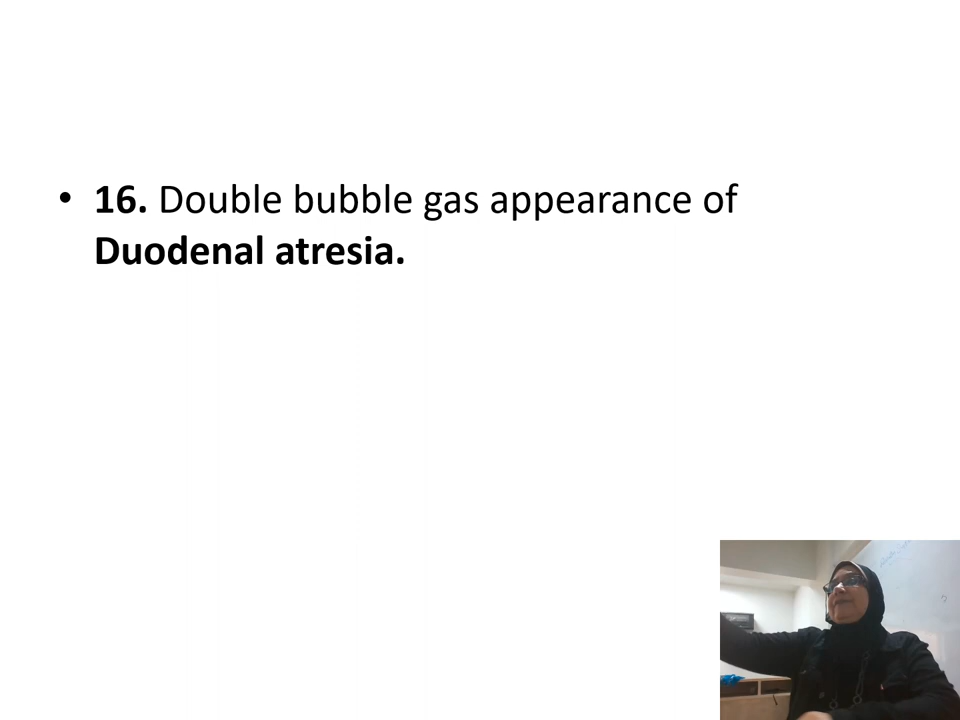 • 16. Double bubble gas appearance of
Duodenal atresia.